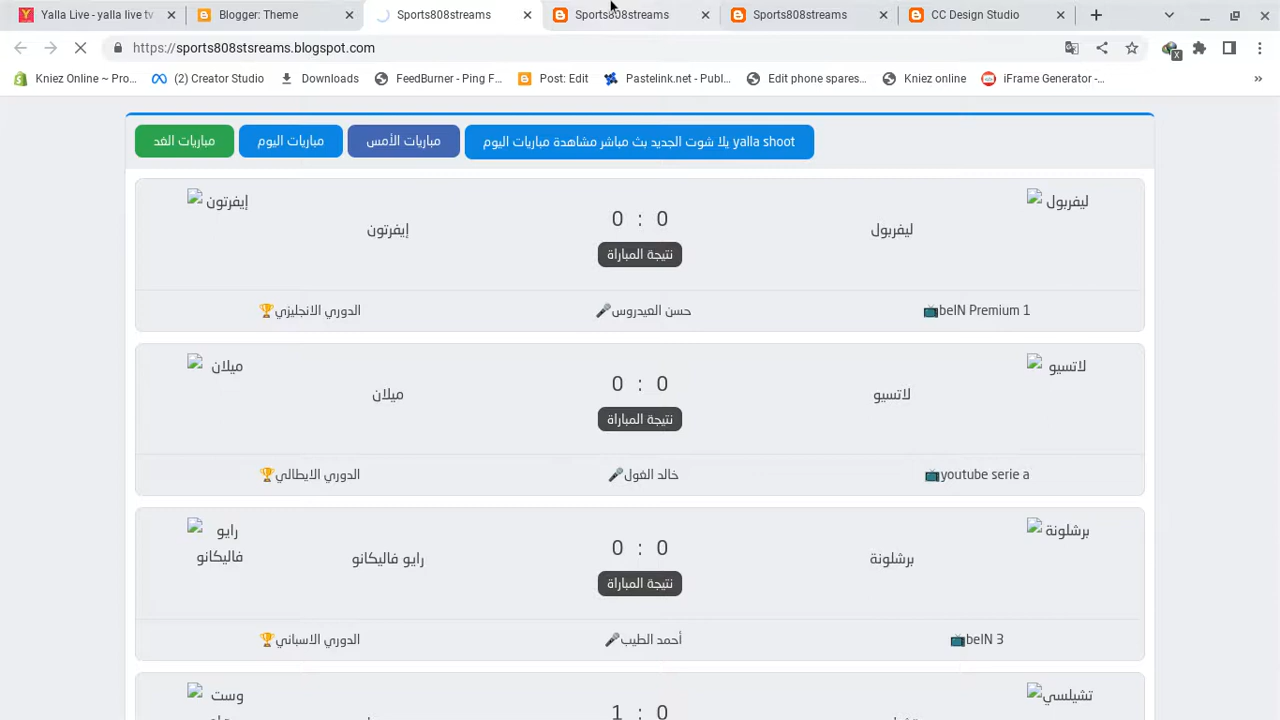 Yalla Live - yalla live tv
Blogger: Theme
Sports808streams
Sports808streams
Sports808streams
CC Design Studio
https://sports808stsreams.blogspot.com
Kniez Online ~ Pro...
(2) Creator Studio
Downloads
FeedBurner - Ping F...
Post: Edit
Pastelink.net - Publ...
Edit phone spares...
Kniez online
iFrame Generator -...
»
yalla shoot يلا شوت الجديد بث مباشر مشاهدة مباريات اليوم
مباريات الأمس
مباريات اليوم
مباريات الغد
ليفربول
إيفرتون
0 : 0
ليفربول
إيفرتون
نتيجة المباراة
beIN Premium 1
حسن العيدروس
الدوري الانجليزي
لاتسيو
ميلان
0 : 0
لاتسيو
ميلان
نتيجة المباراة
youtube serie a
خالد الغول
الدوري الايطالي
برشلونة
رايو
فاليكانو
0 : 0
برشلونة
رايو فاليكانو
نتيجة المباراة
beIN 3
أحمد الطيب
الدوري الاسباني
تشيلسي
وست
1 : 0